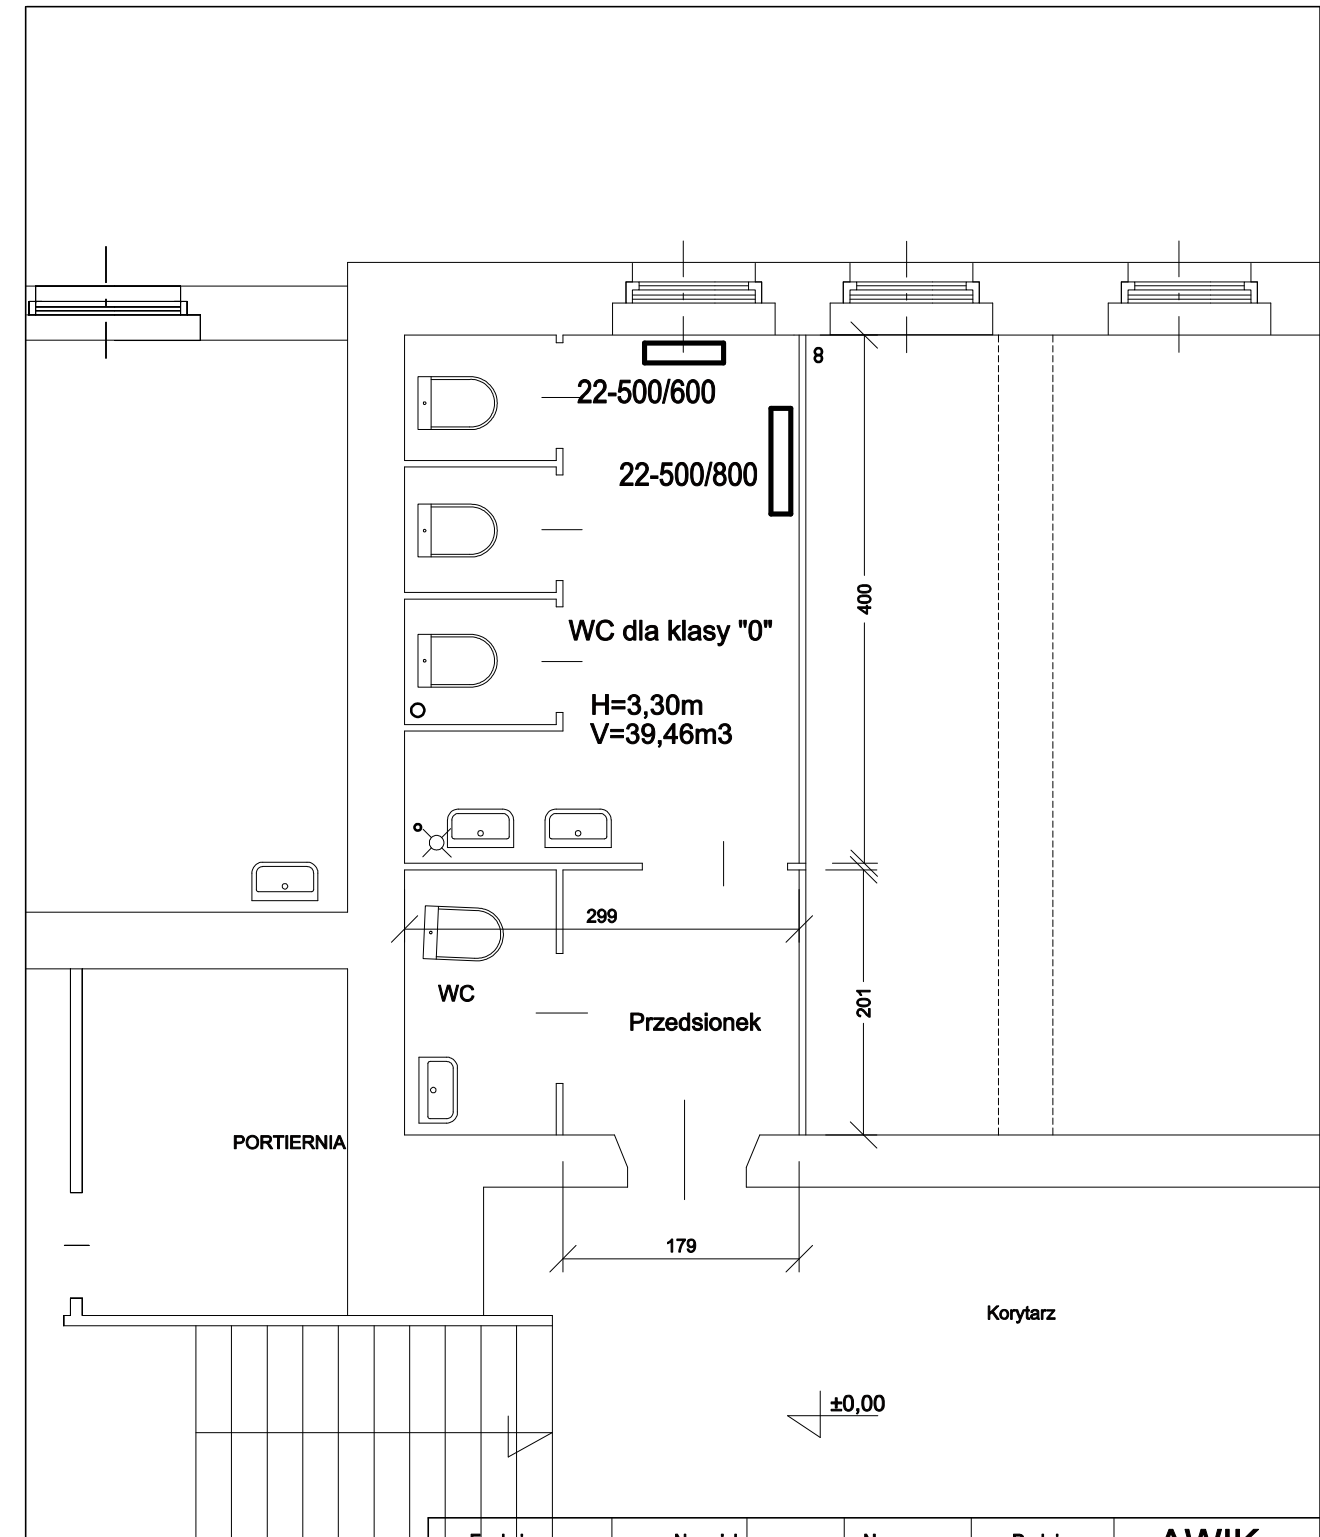 8
22-500/600
22-500/800
400
WC dla klasy "0"
H=3,30m
V=39,46m3
299
WC
201
Przedsionek
PORTIERNIA
179
Korytarz
±0,00
AWIK